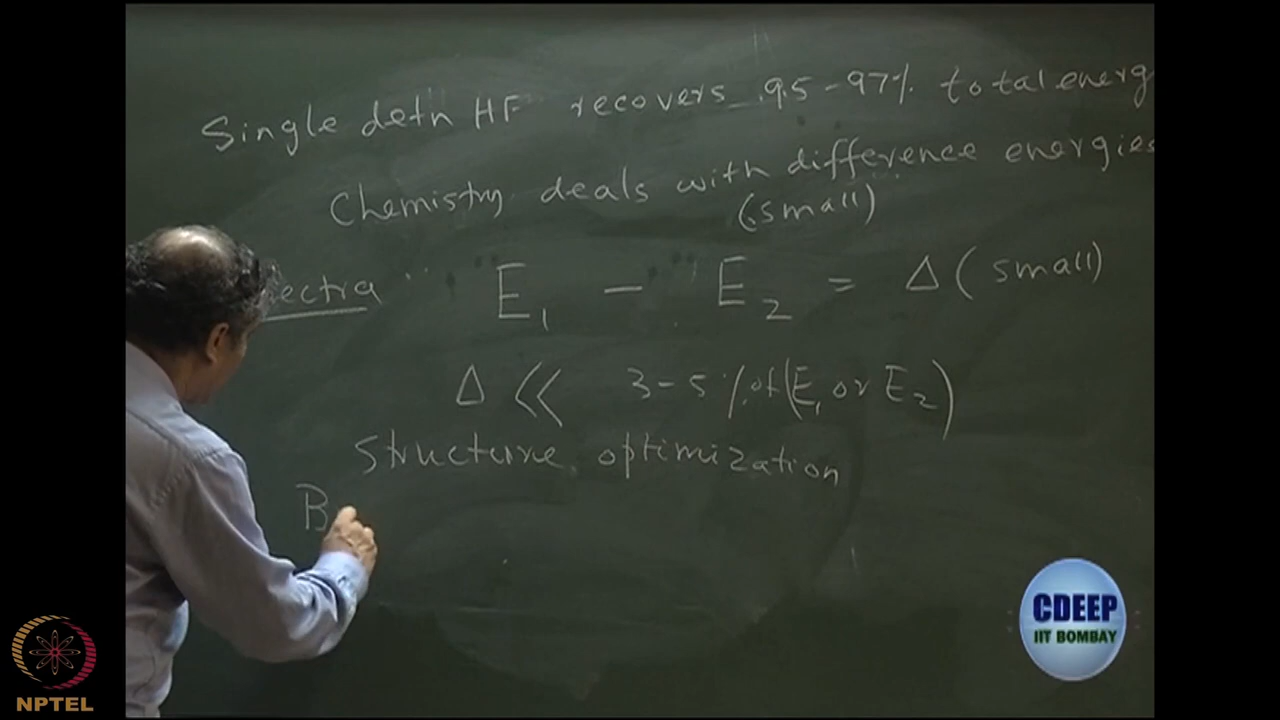 Single detn HF recovers 95-97% total energ
Chemistry deals with difference energies
(small)
ectra E₁ - E₂ = Δ (small)
Δ << 3-5% of (E₁ or E₂)
Structure optimization
B
CDEEP
IIT BOMBAY
NPTEL